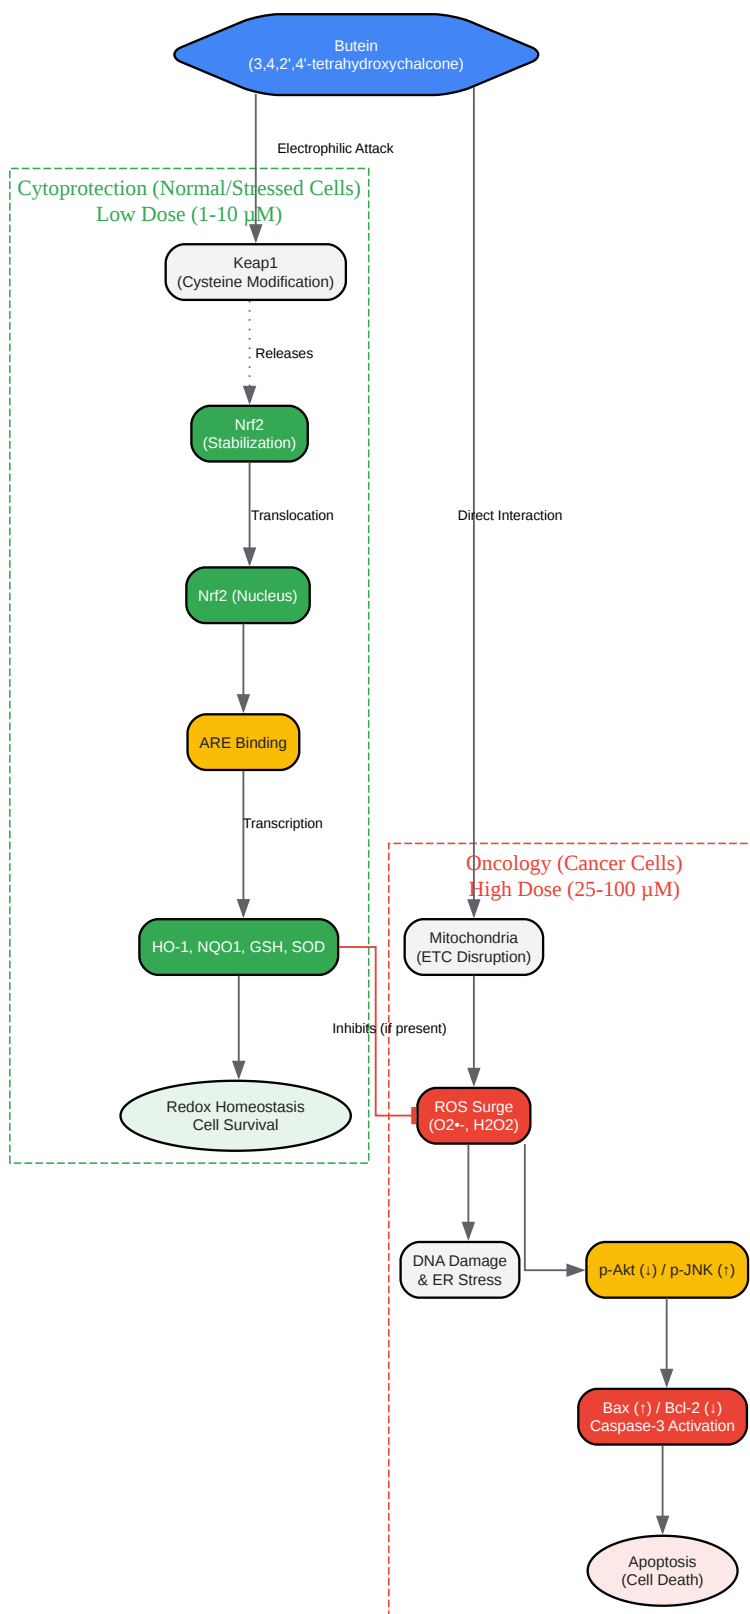 Butein
(3,4,2',4'-tetrahydroxychalcone)
Electrophilic Attack
Cytoprotection (Normal/Stressed Cells)
Low Dose (1-10 µM)
Keap1
(Cysteine Modification)
Releases
Nrf2
(Stabilization)
Translocation
Direct Interaction
Nrf2 (Nucleus)
ARE Binding
Transcription
Oncology (Cancer Cells)
High Dose (25-100 µM)
HO-1, NQO1, GSH, SOD
Mitochondria
(ETC Disruption)
Inhibits (if present)
Redox Homeostasis
Cell Survival
ROS Surge
(O2•-, H2O2)
DNA Damage
& ER Stress
p-Akt (↓) / p-JNK (↑)
Bax (↑) / Bcl-2 (↓)
Caspase-3 Activation
Apoptosis
(Cell Death)